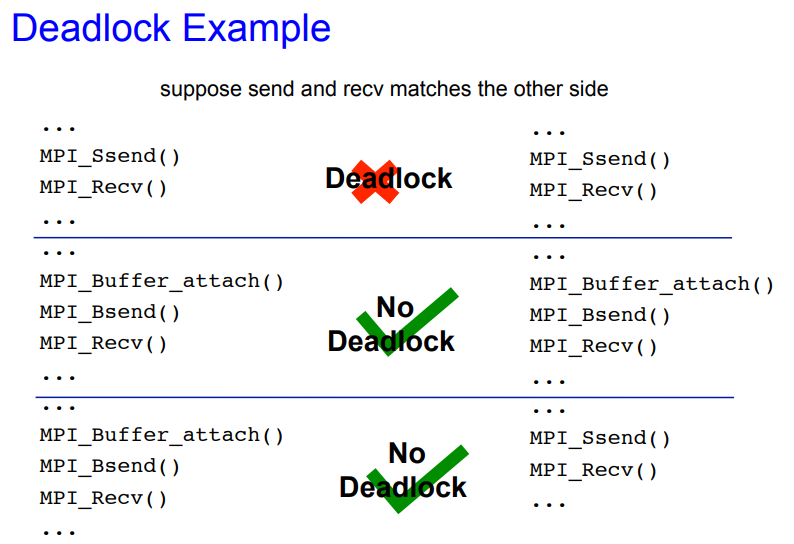 Deadlock Example
suppose send and recv matches the other side
...
MPI_Ssend()
MPI_Recv()
...
Deadlock
...
MPI_Ssend()
MPI_Recv()
...
...
MPI_Buffer_attach()
MPI_Bsend()
MPI_Recv()
...
No
Deadlock
...
MPI_Buffer_attach()
MPI_Bsend()
MPI_Recv()
...
...
MPI_Buffer_attach()
MPI_Bsend()
MPI_Recv()
...
No
Deadlock
...
MPI_Ssend()
MPI_Recv()
...